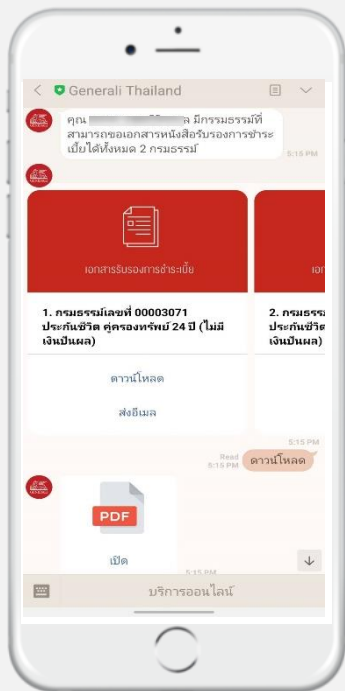 Generali Thailand
คุณ ล มีกรมธรรม์ที่
สามารถขอเอกสารหนังสือรับรองการชำระ
เบี้ยได้ทั้งหมด 2 กรมธรรม์
5:15 PM
เอกสารรับรองการชำระเบี้ย
เอก
1. กรมธรรม์เลขที่ 00003071
ประกันชีวิต คู่ครองทรัพย์ 24 ปี (ไม่มี
เงินปันผล)
2. กรมธรร
ประกันชีวิต
เงินปันผล)
ดาวน์โหลด
ส่งอีเมล
5:15 PM
Read
5:15 PM
ดาวน์โหลด
PDF
เปิด
5:15 PM
บริการออนไลน์